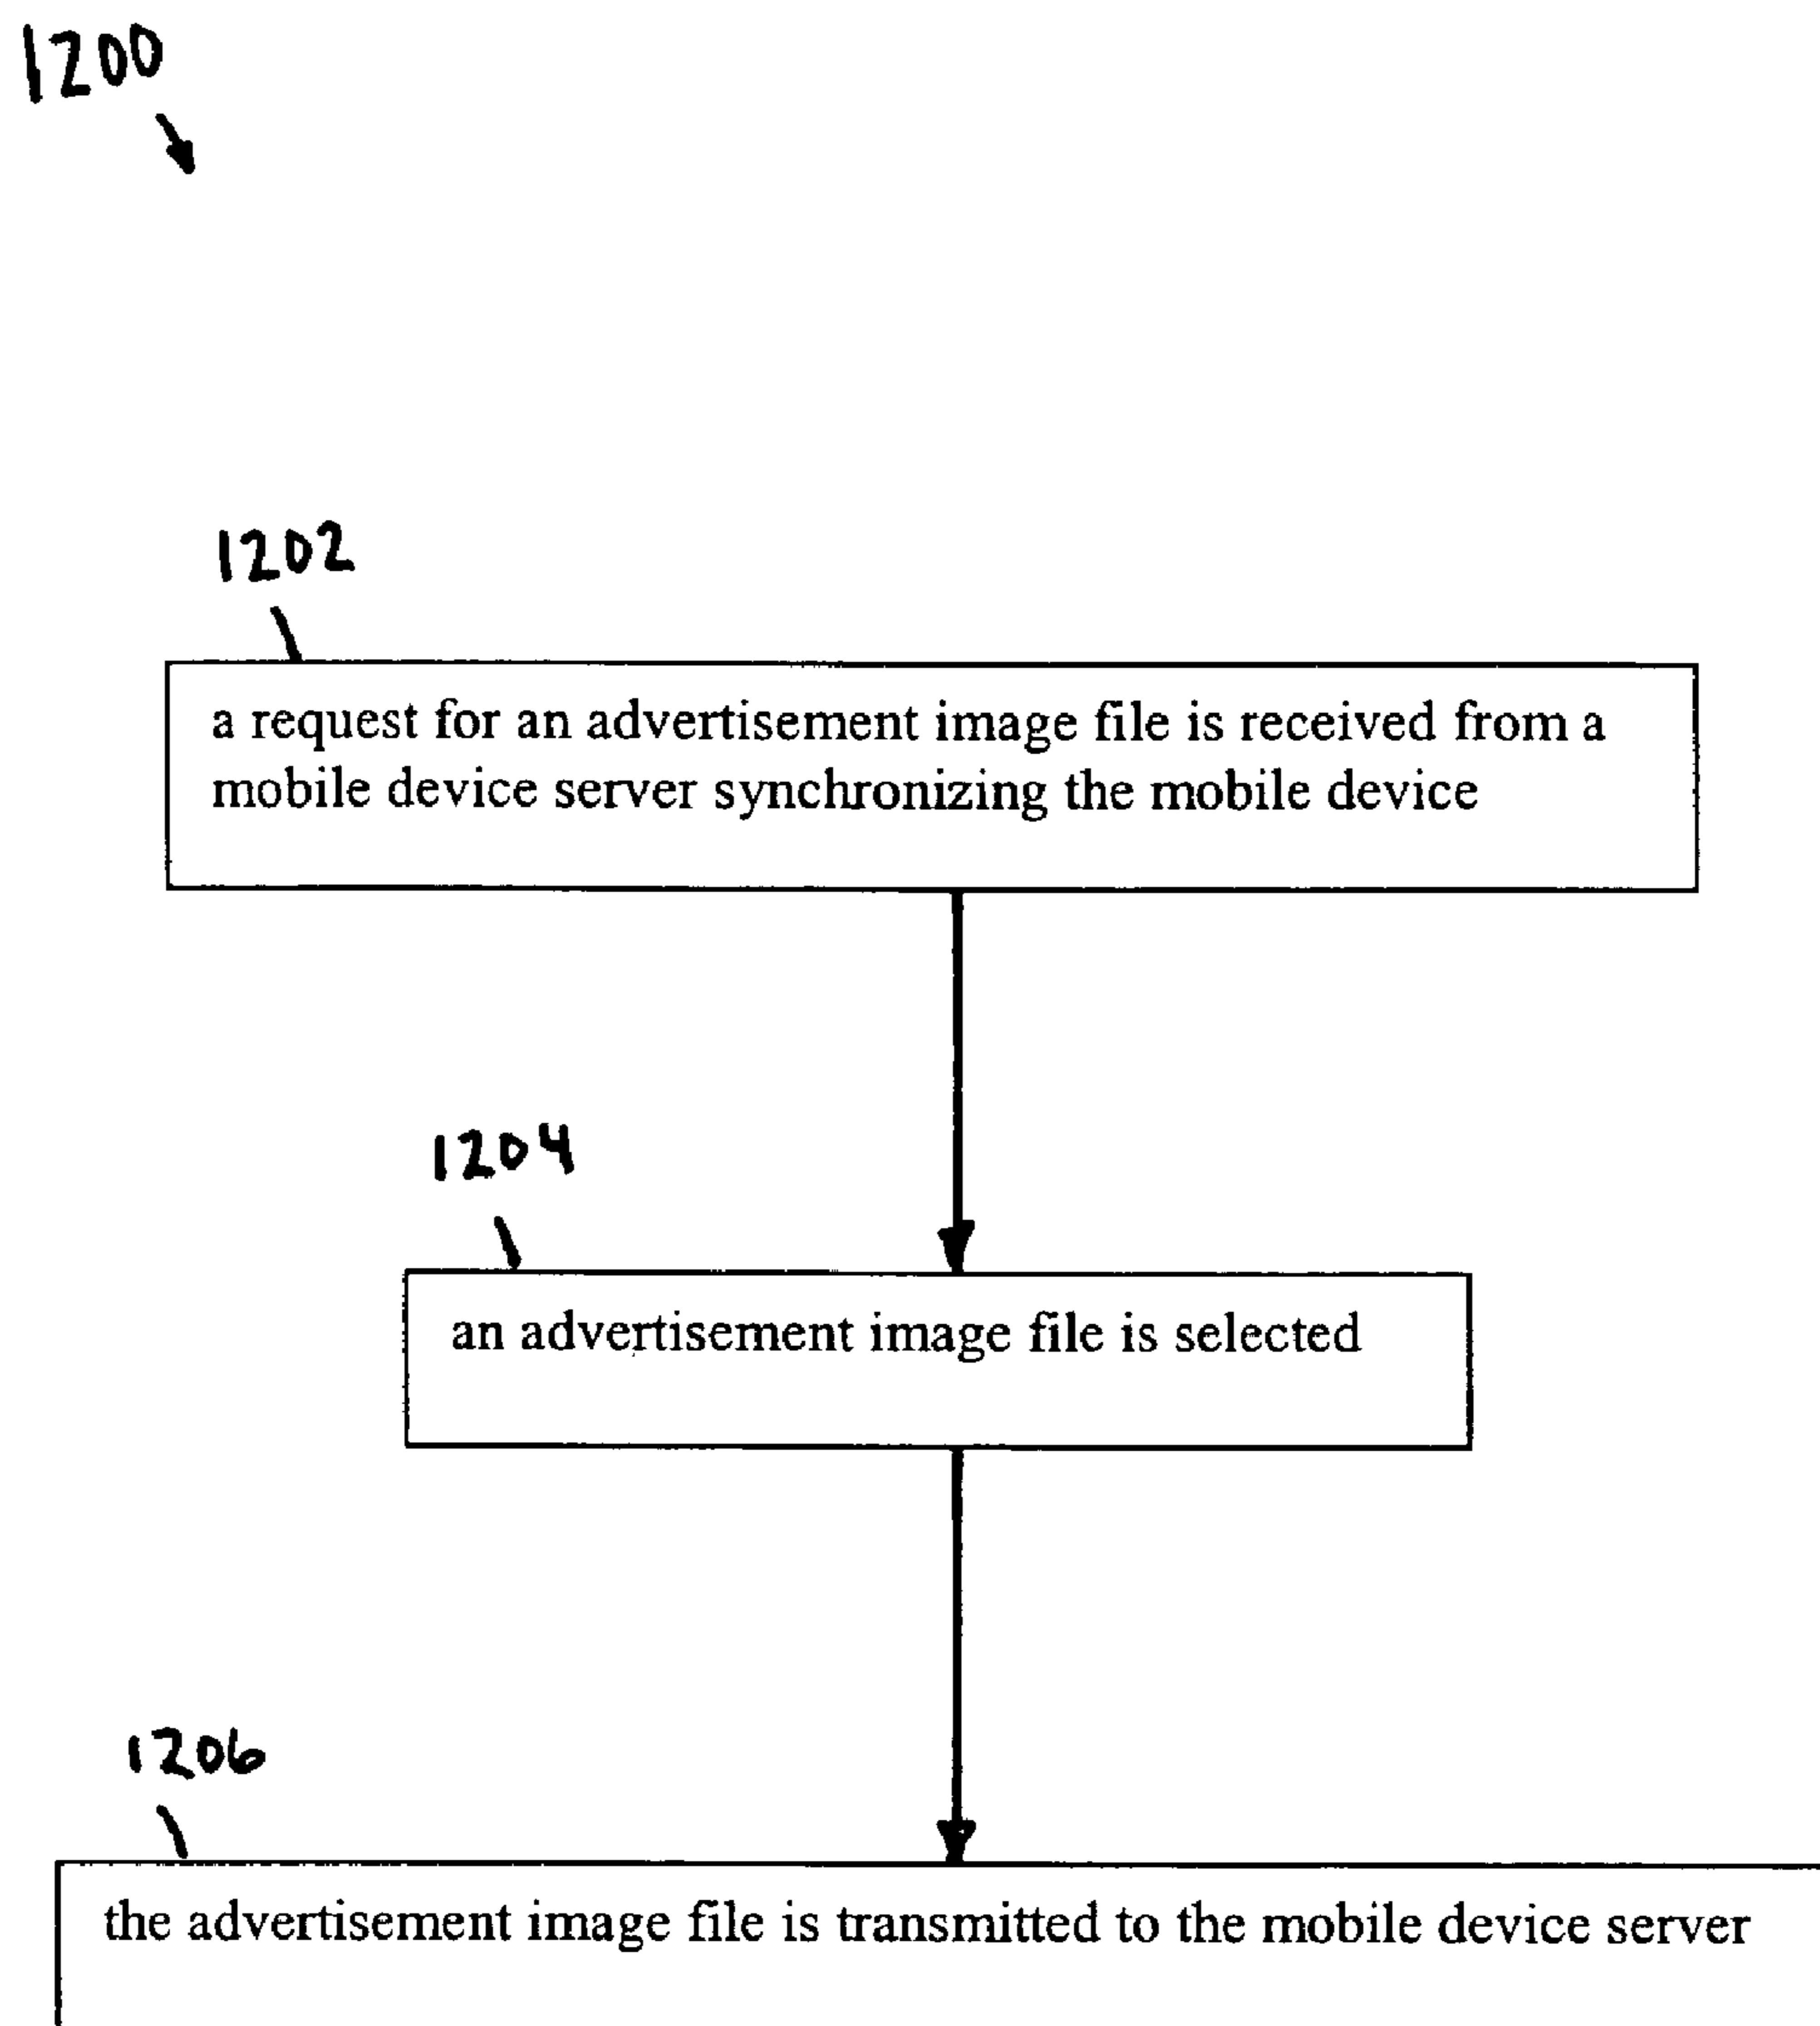 1200
1202
a request for an advertisement image file is received from a
mobile device server synchronizing the mobile device
1204
an advertisement image file is selected
1206
the advertisement image file is transmitted to the mobile device server